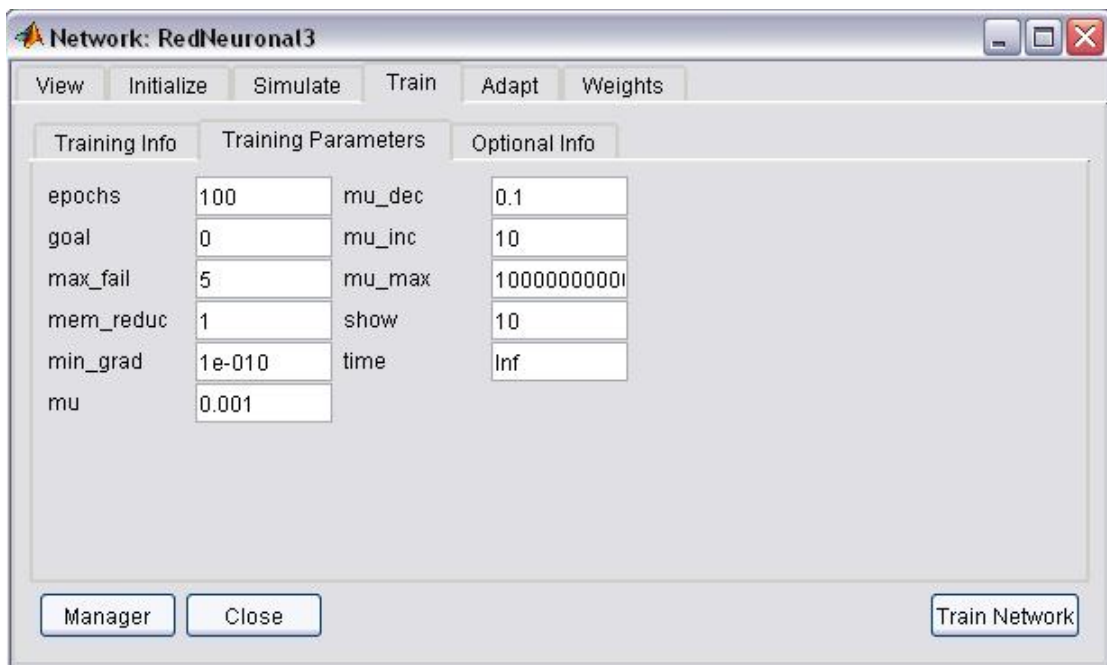 Network: RedNeuronal3
View Initialize Simulate Train Adapt Weights
Training Info Training Parameters Optional Info
epochs 100 mu_dec 0.1
goal 0 mu_inc 10
max_fail 5 mu_max 1000000000
mem_reduc 1 show 10
min_grad 1e-010 time Inf
mu 0.001
Manager Close Train Network